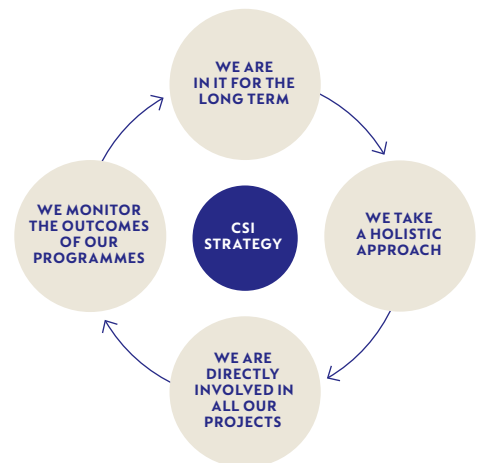 WE ARE
IN IT FOR THE
LONG TERM
WE MONITOR
THE OUTCOMES
OF OUR
PROGRAMMES
CSI
STRATEGY
WE TAKE
A HOLISTIC
APPROACH
WE ARE
DIRECTLY
INVOLVED IN
ALL OUR
PROJECTS